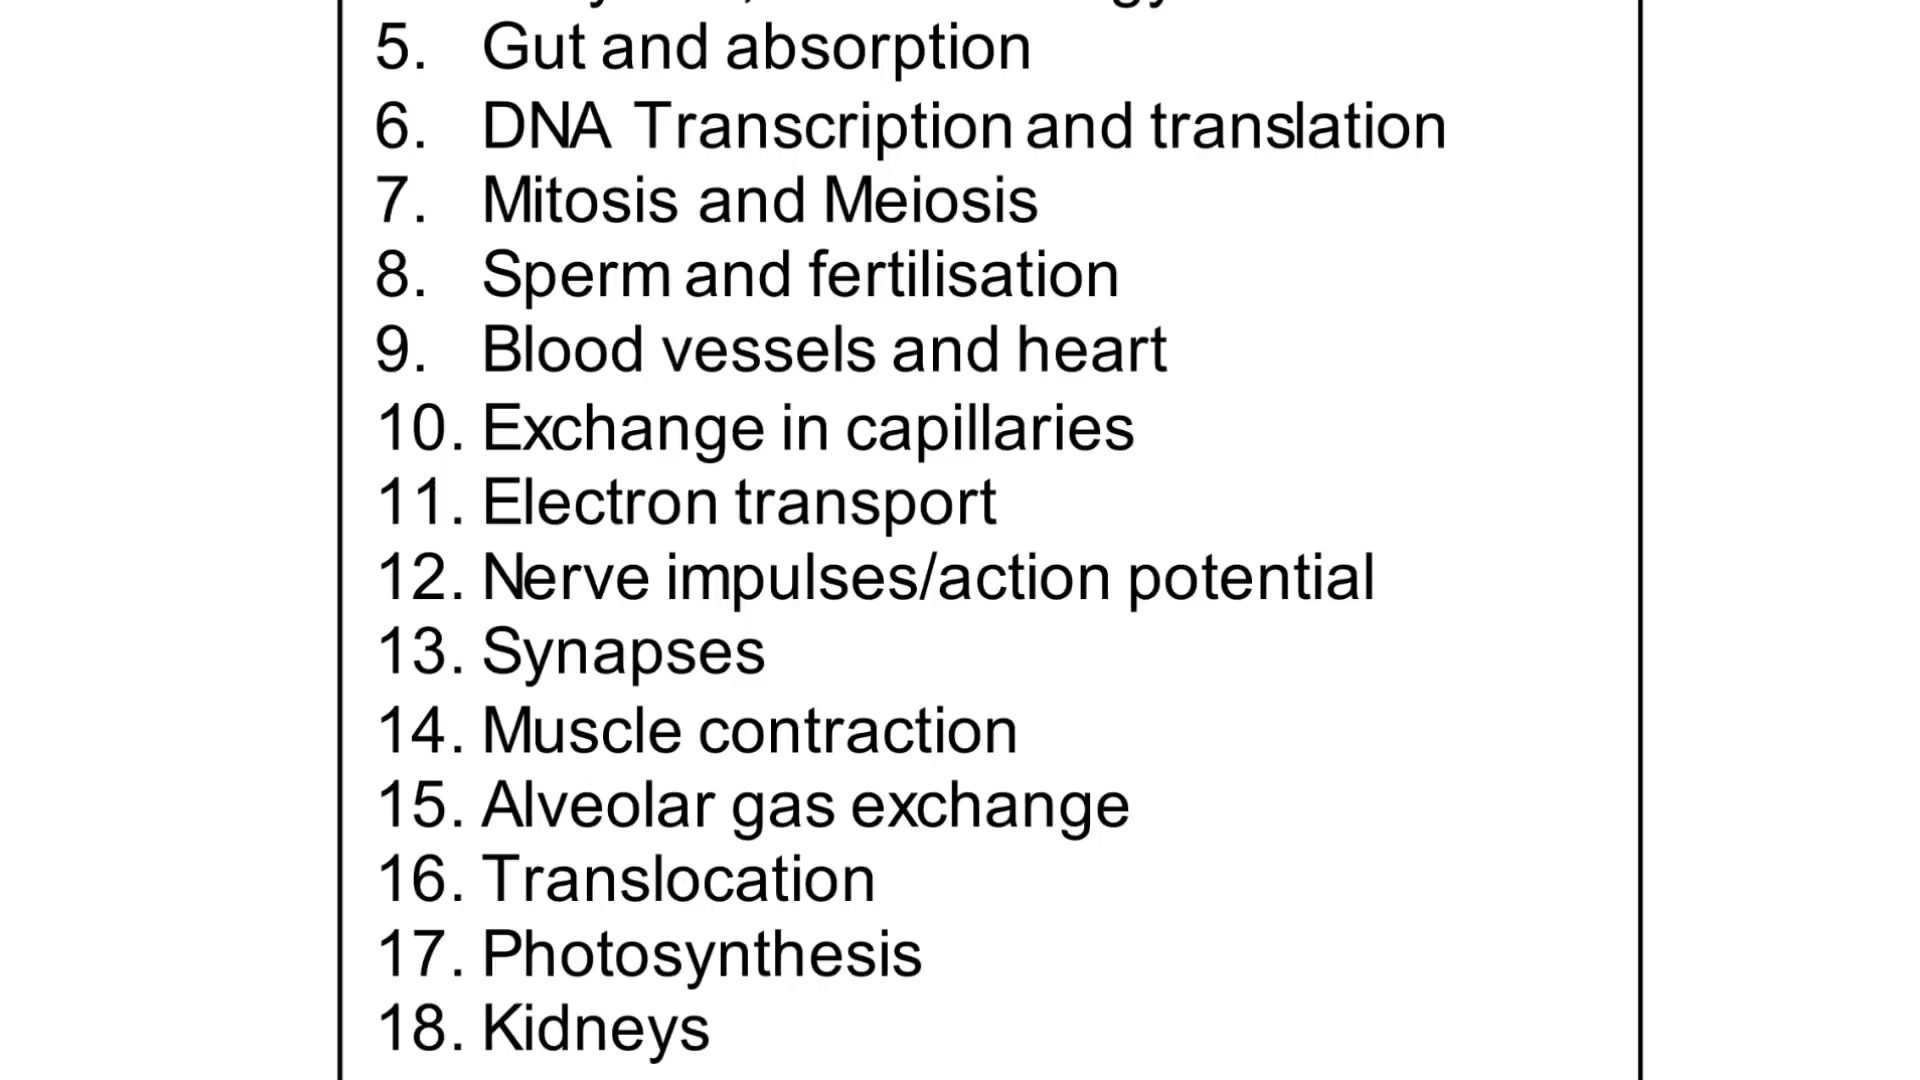 5. Gut and absorption
6. DNA Transcription and translation
7. Mitosis and Meiosis
8. Sperm and fertilisation
9. Blood vessels and heart
10. Exchange in capillaries
11. Electron transport
12. Nerve impulses/action potential
13. Synapses
14. Muscle contraction
15. Alveolar gas exchange
16. Translocation
17. Photosynthesis
18. Kidneys